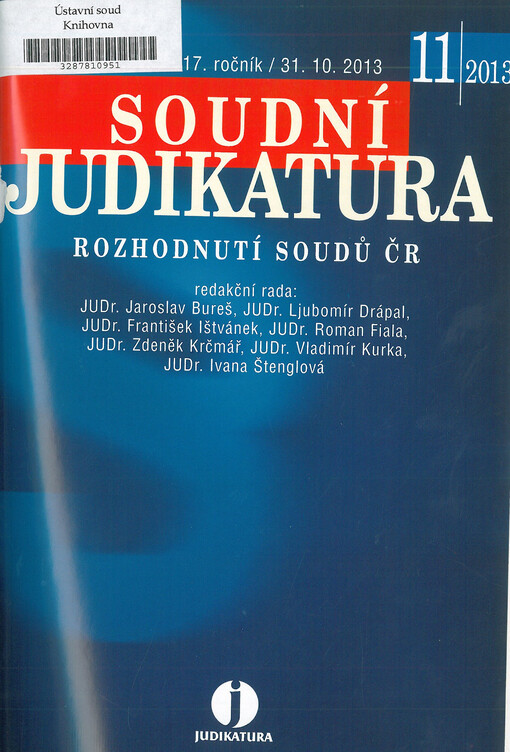 Ústavní soud
Knihovna
3287810951
17. ročník / 31. 10. 2013
11 2013
SOUDNÍ
JUDIKATURA
ROZHODNUTÍ SOUDŮ ČR
redakční rada:
JUDr. Jaroslav Bureš, JUDr. Ljubomír Drápal,
JUDr. František Ištvánek, JUDr. Roman Fiala,
JUDr. Zdeněk Krčmář, JUDr. Vladimír Kurka,
JUDr. Ivana Štenglová
j
JUDIKATURA